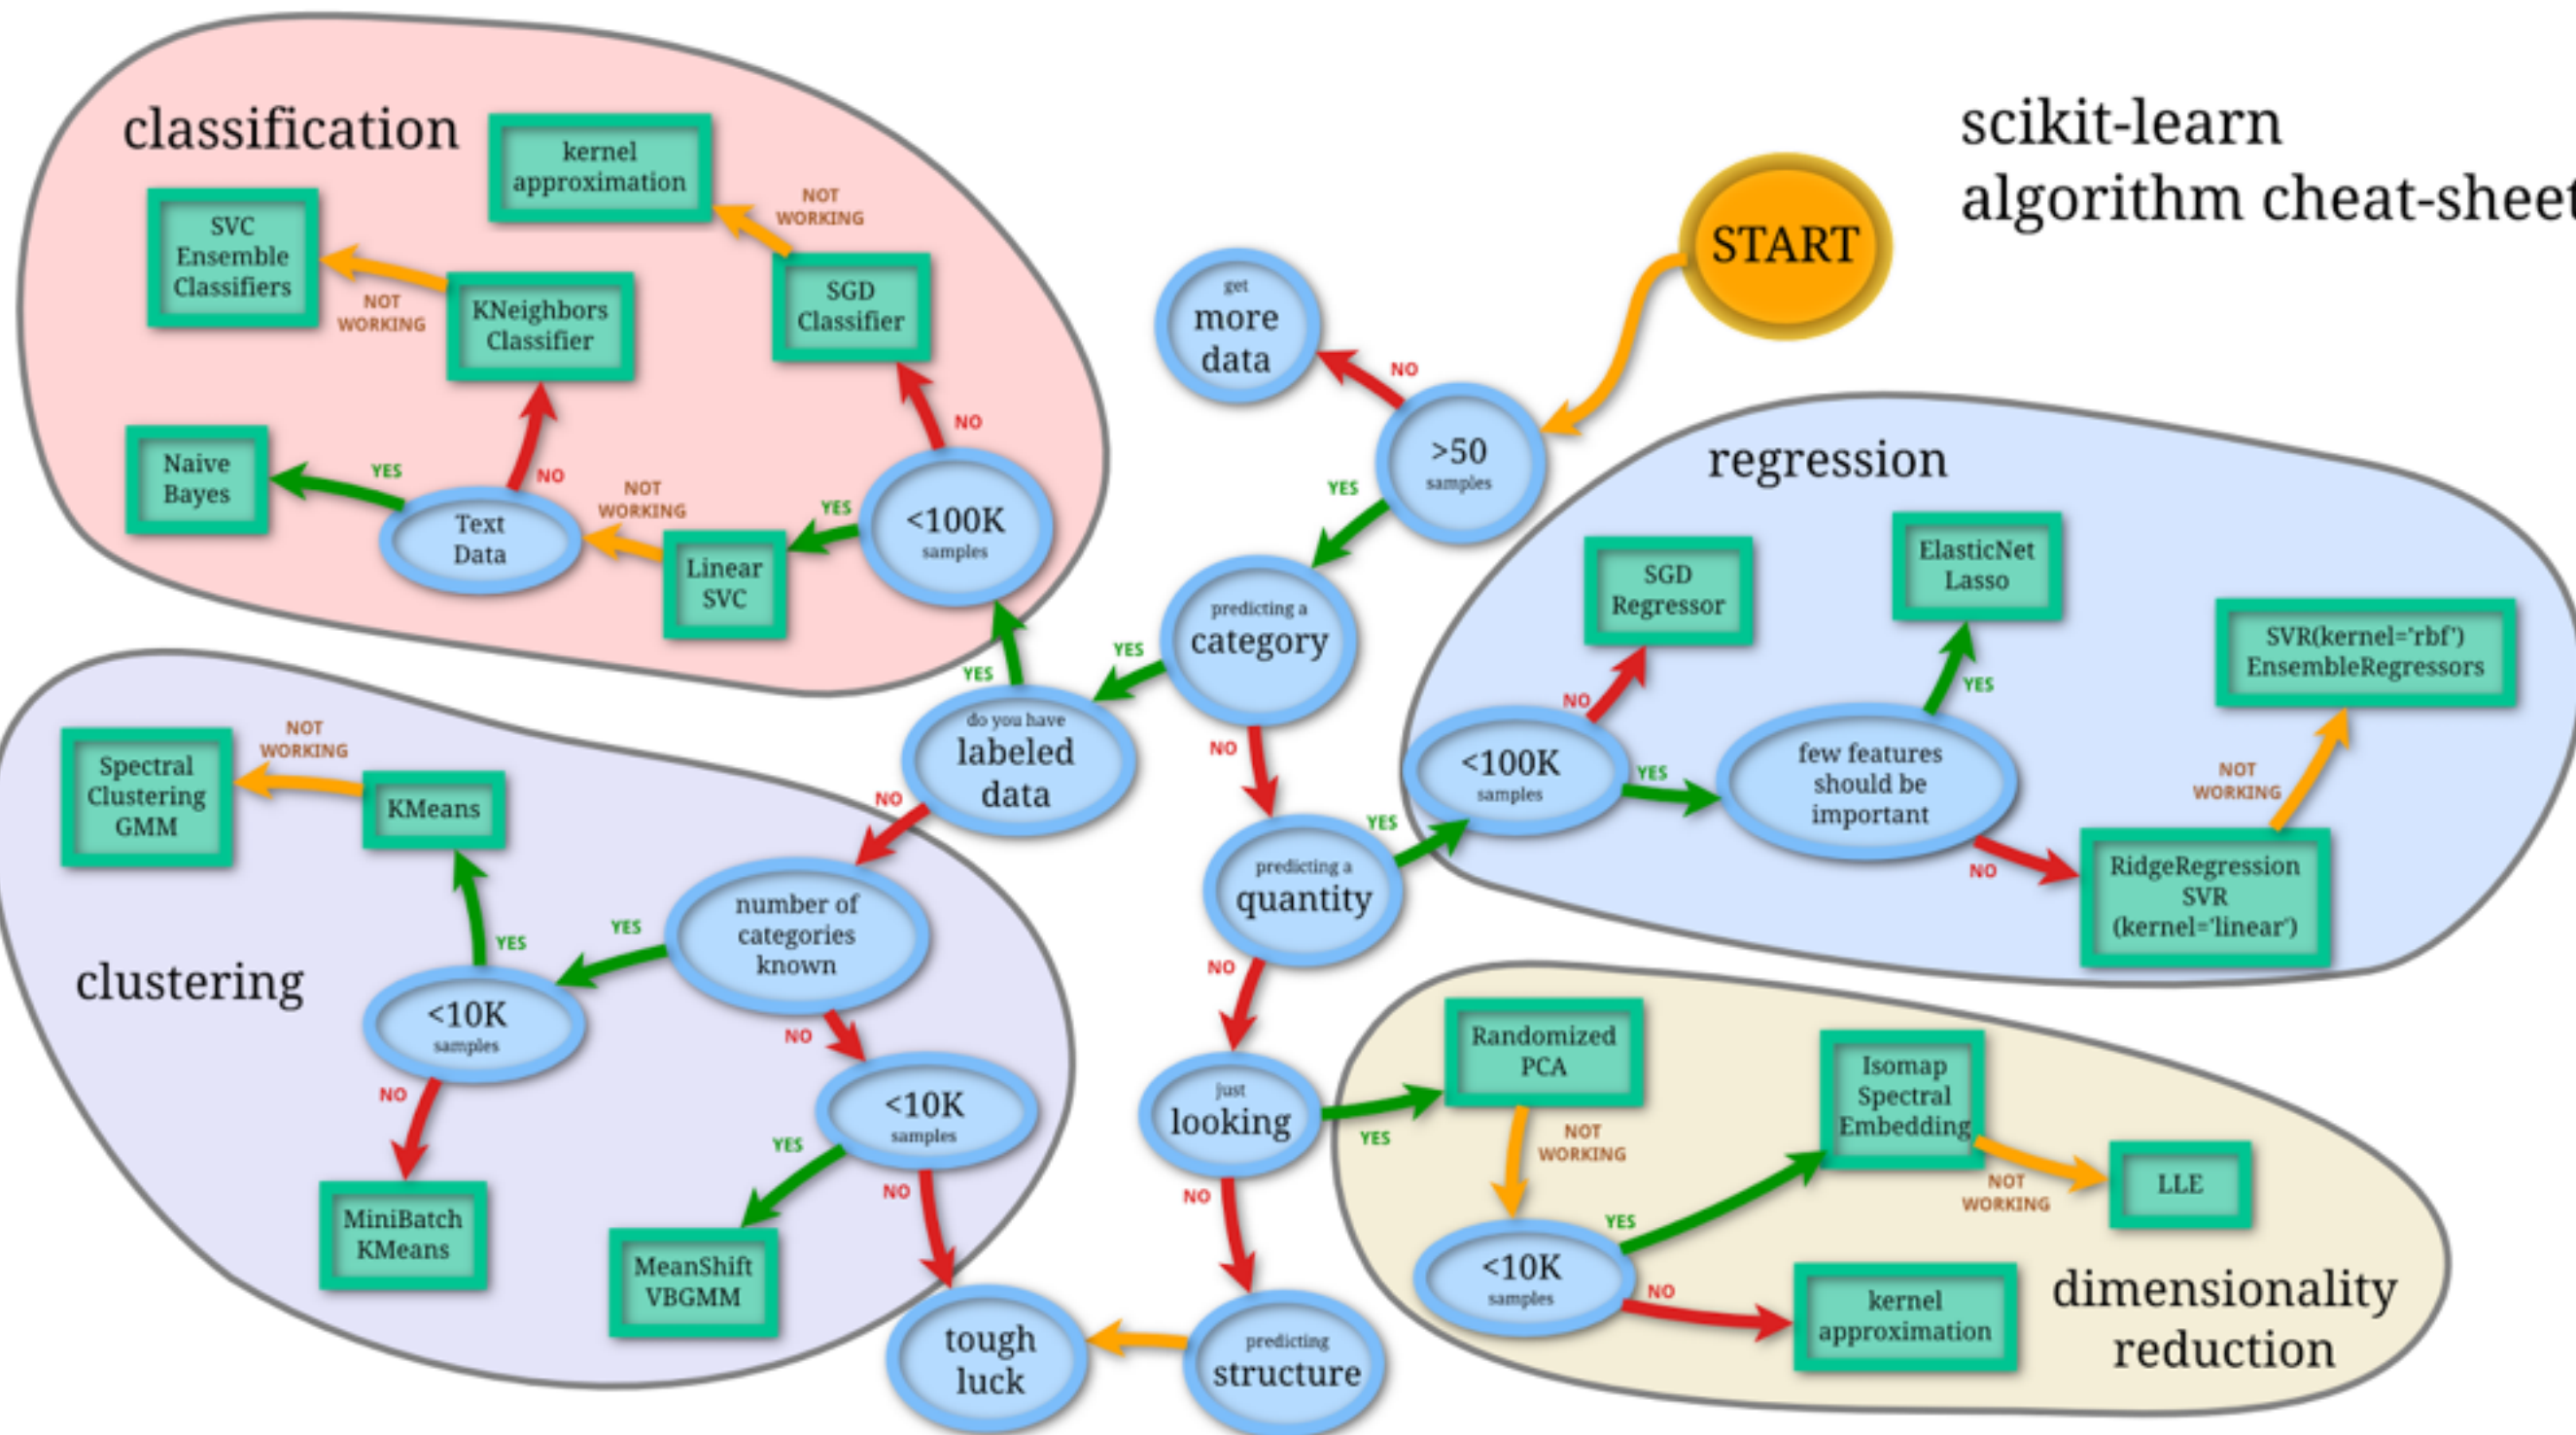 scikit-learn
algorithm cheat-sheet
START
classification
kernel
approximation
NOT
WORKING
SVC
Ensemble
Classifiers
NOT
WORKING
KNeighbors
Classifier
SGD
Classifier
NO
Naive
Bayes
YES
Text
Data
NO
NOT
WORKING
Linear
SVC
YES
<100K
samples
YES
get
more
data
NO
>50
samples
YES
predicting a
category
YES
NO
do you have
labeled
data
NO
predicting a
quantity
YES
NO
just
looking
YES
NO
predicting
structure
tough
luck
regression
SGD
Regressor
ElasticNet
Lasso
SVR(kernel='rbf')
EnsembleRegressors
NO
YES
<100K
samples
YES
few features
should be
important
NOT
WORKING
NO
RidgeRegression
SVR
(kernel='linear')
clustering
Spectral
Clustering
GMM
NOT
WORKING
KMeans
YES
number of
categories
known
YES
<10K
samples
NO
NO
<10K
samples
YES
NO
MiniBatch
KMeans
MeanShift
VBGMM
Randomized
PCA
NOT
WORKING
Isomap
Spectral
Embedding
NOT
WORKING
LLE
YES
<10K
samples
NO
kernel
approximation
dimensionality
reduction